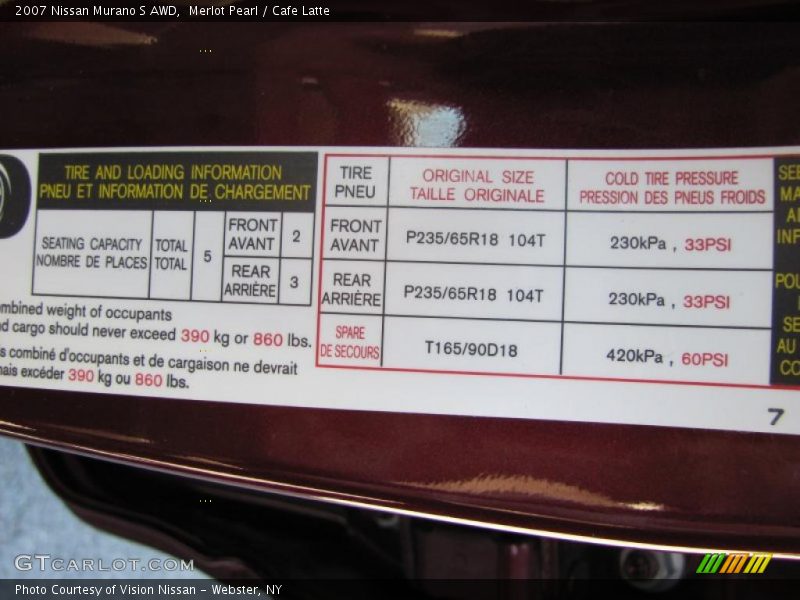 2007 Nissan Murano S AWD, Merlot Pearl / Cafe Latte
TIRE AND LOADING INFORMATION
PNEU ET INFORMATION DE CHARGEMENT
SEATING CAPACITY
NOMBRE DE PLACES
TOTAL
TOTAL
5
FRONT
AVANT
2
REAR
ARRIÈRE
3
combined weight of occupants
and cargo should never exceed 390 kg or 860 lbs.
combiné d'occupants et de cargaison ne devrait
excéder 390 kg ou 860 lbs.
TIRE
PNEU
ORIGINAL SIZE
TAILLE ORIGINALE
COLD TIRE PRESSURE
PRESSION DES PNEUS FROIDS
FRONT
AVANT
P235/65R18 104T
230kPa , 33PSI
REAR
ARRIÈRE
P235/65R18 104T
230kPa , 33PSI
SPARE
DE SECOURS
T165/90D18
420kPa , 60PSI
SEE
AU
7
GTCARLOT.COM
Photo Courtesy of Vision Nissan - Webster, NY